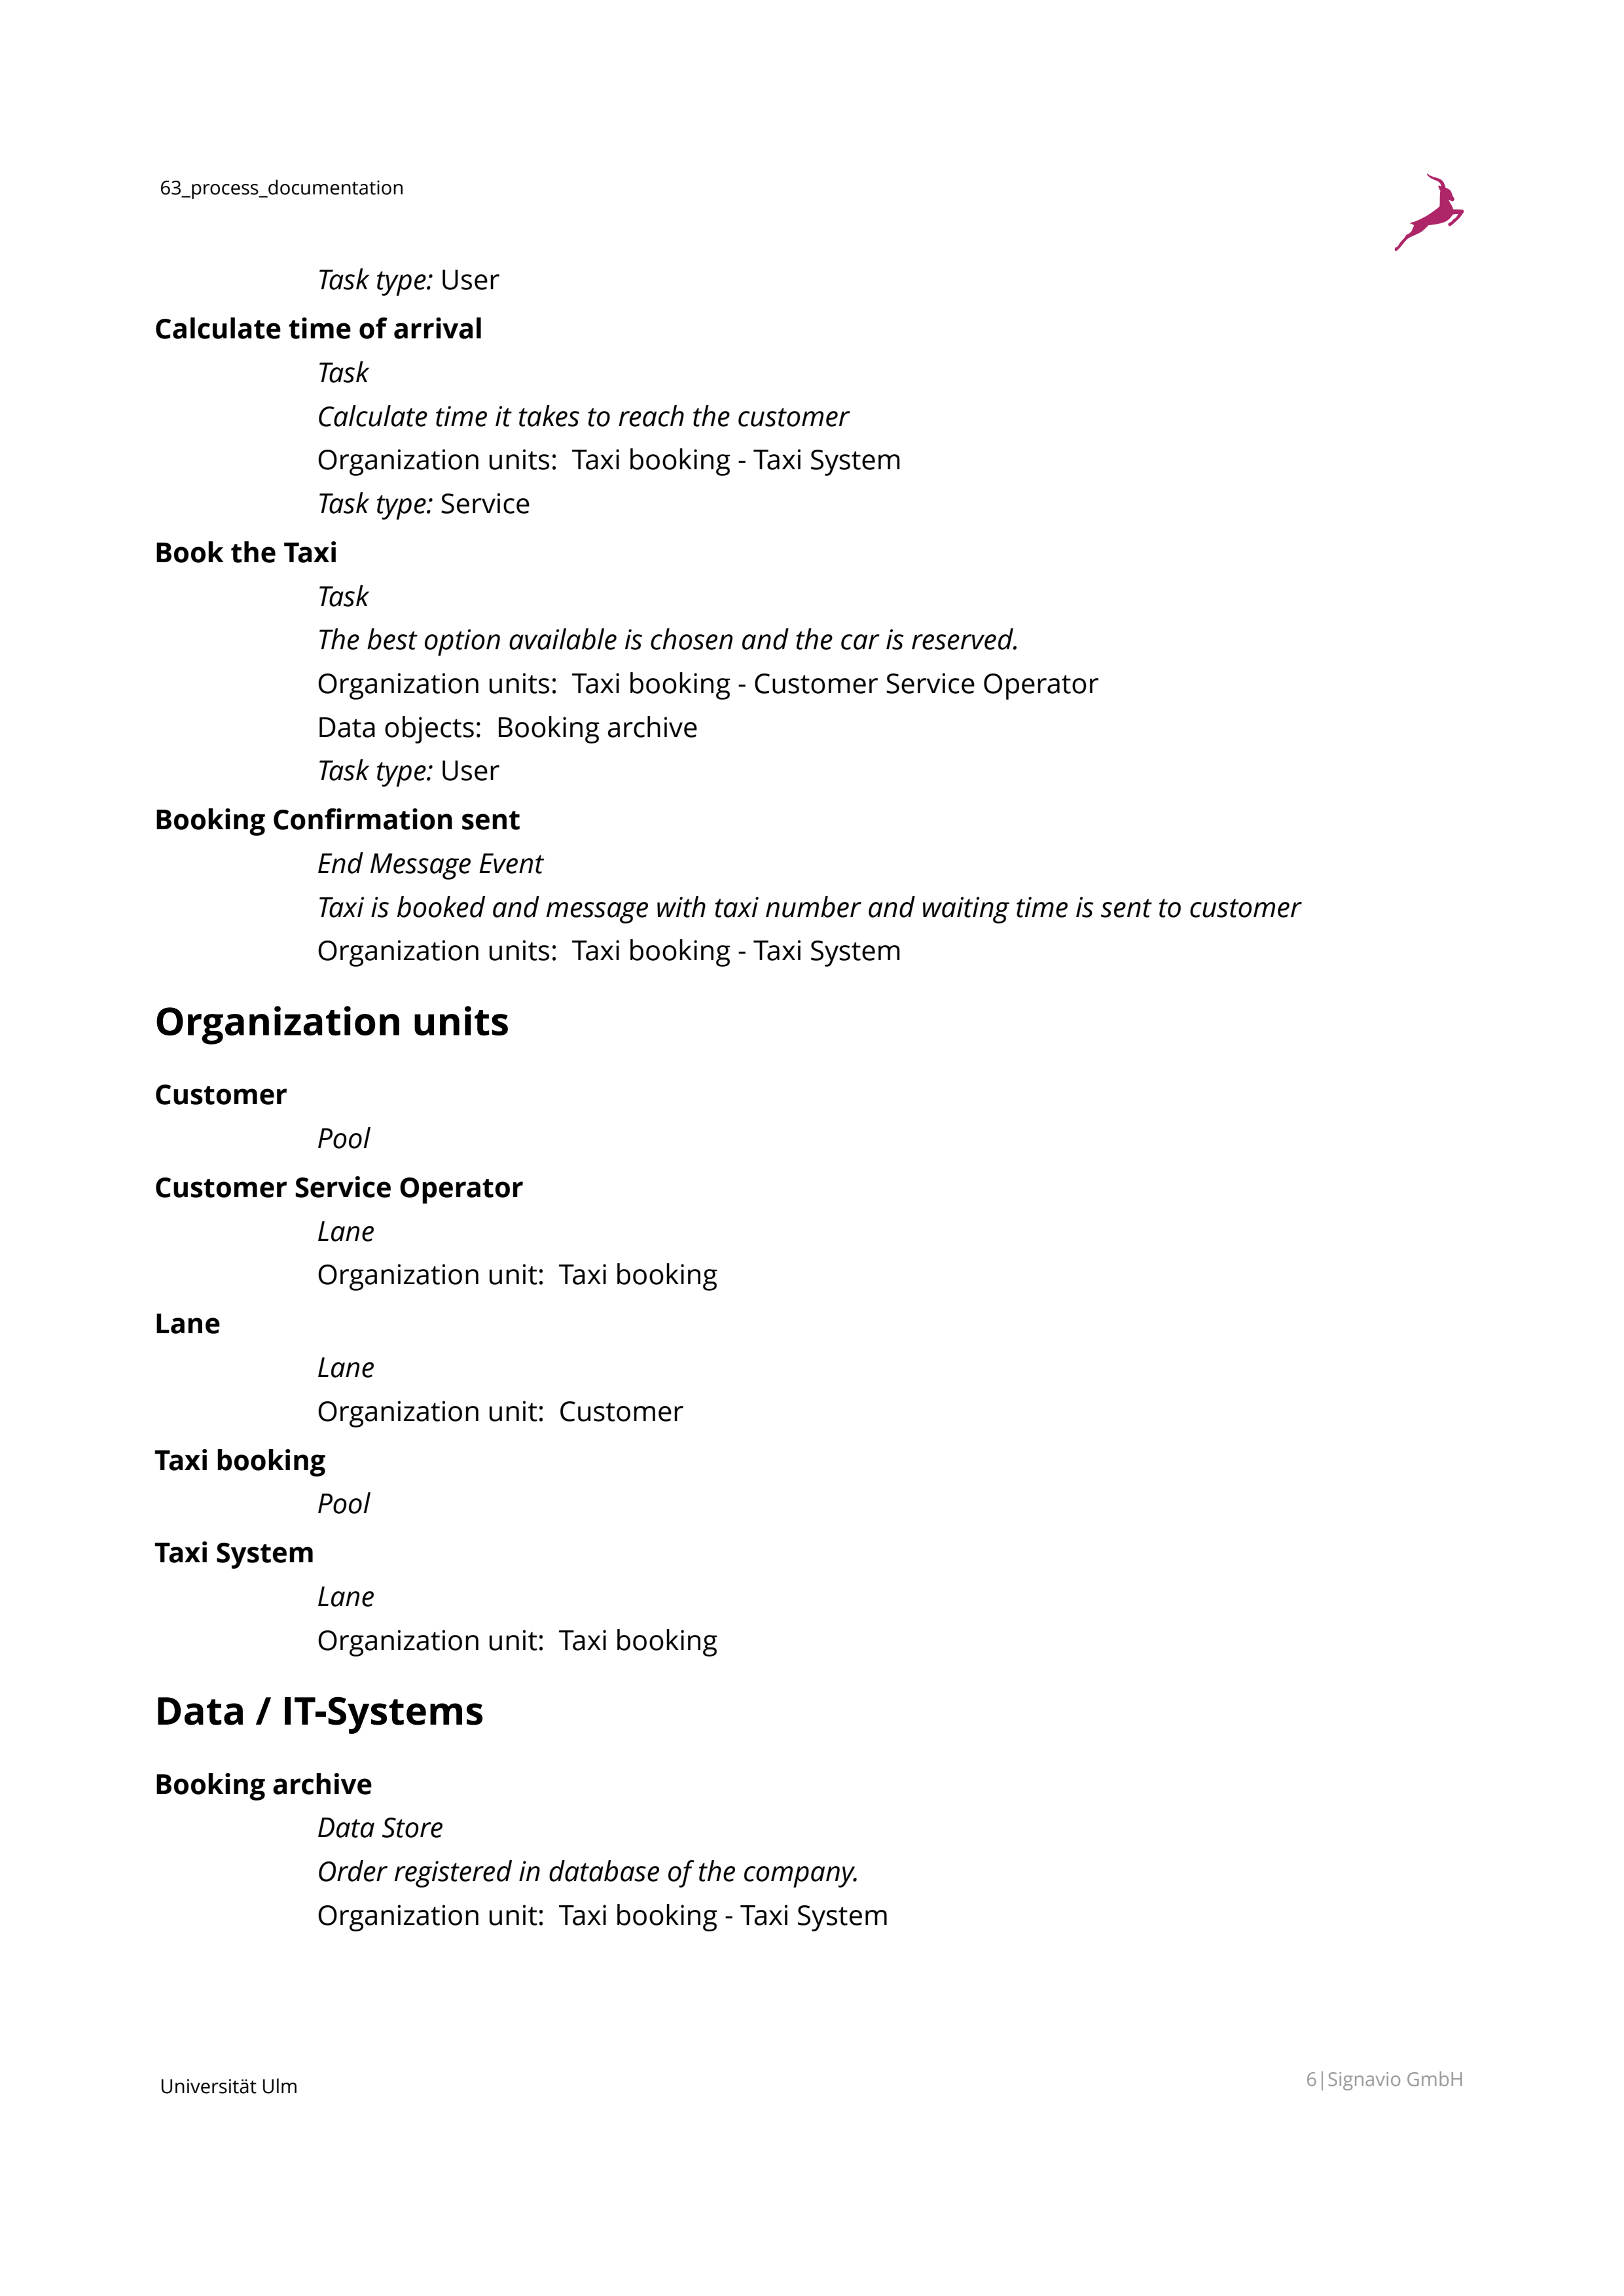 63_process_documentation
Task type: User
Calculate time of arrival
Task
Calculate time it takes to reach the customer
Organization units:  Taxi booking - Taxi System
Task type: Service
Book the Taxi
Task
The best option available is chosen and the car is reserved.
Organization units:  Taxi booking - Customer Service Operator
Data objects:  Booking archive
Task type: User
Booking Confirmation sent
End Message Event
Taxi is booked and message with taxi number and waiting time is sent to customer
Organization units:  Taxi booking - Taxi System
Organization units
Customer
Pool
Customer Service Operator
Lane
Organization unit:  Taxi booking
Lane
Lane
Organization unit:  Customer
Taxi booking
Pool
Taxi System
Lane
Organization unit:  Taxi booking
Data / IT-Systems
Booking archive
Data Store
Order registered in database of the company.
Organization unit:  Taxi booking - Taxi System
Universität Ulm
6|Signavio GmbH